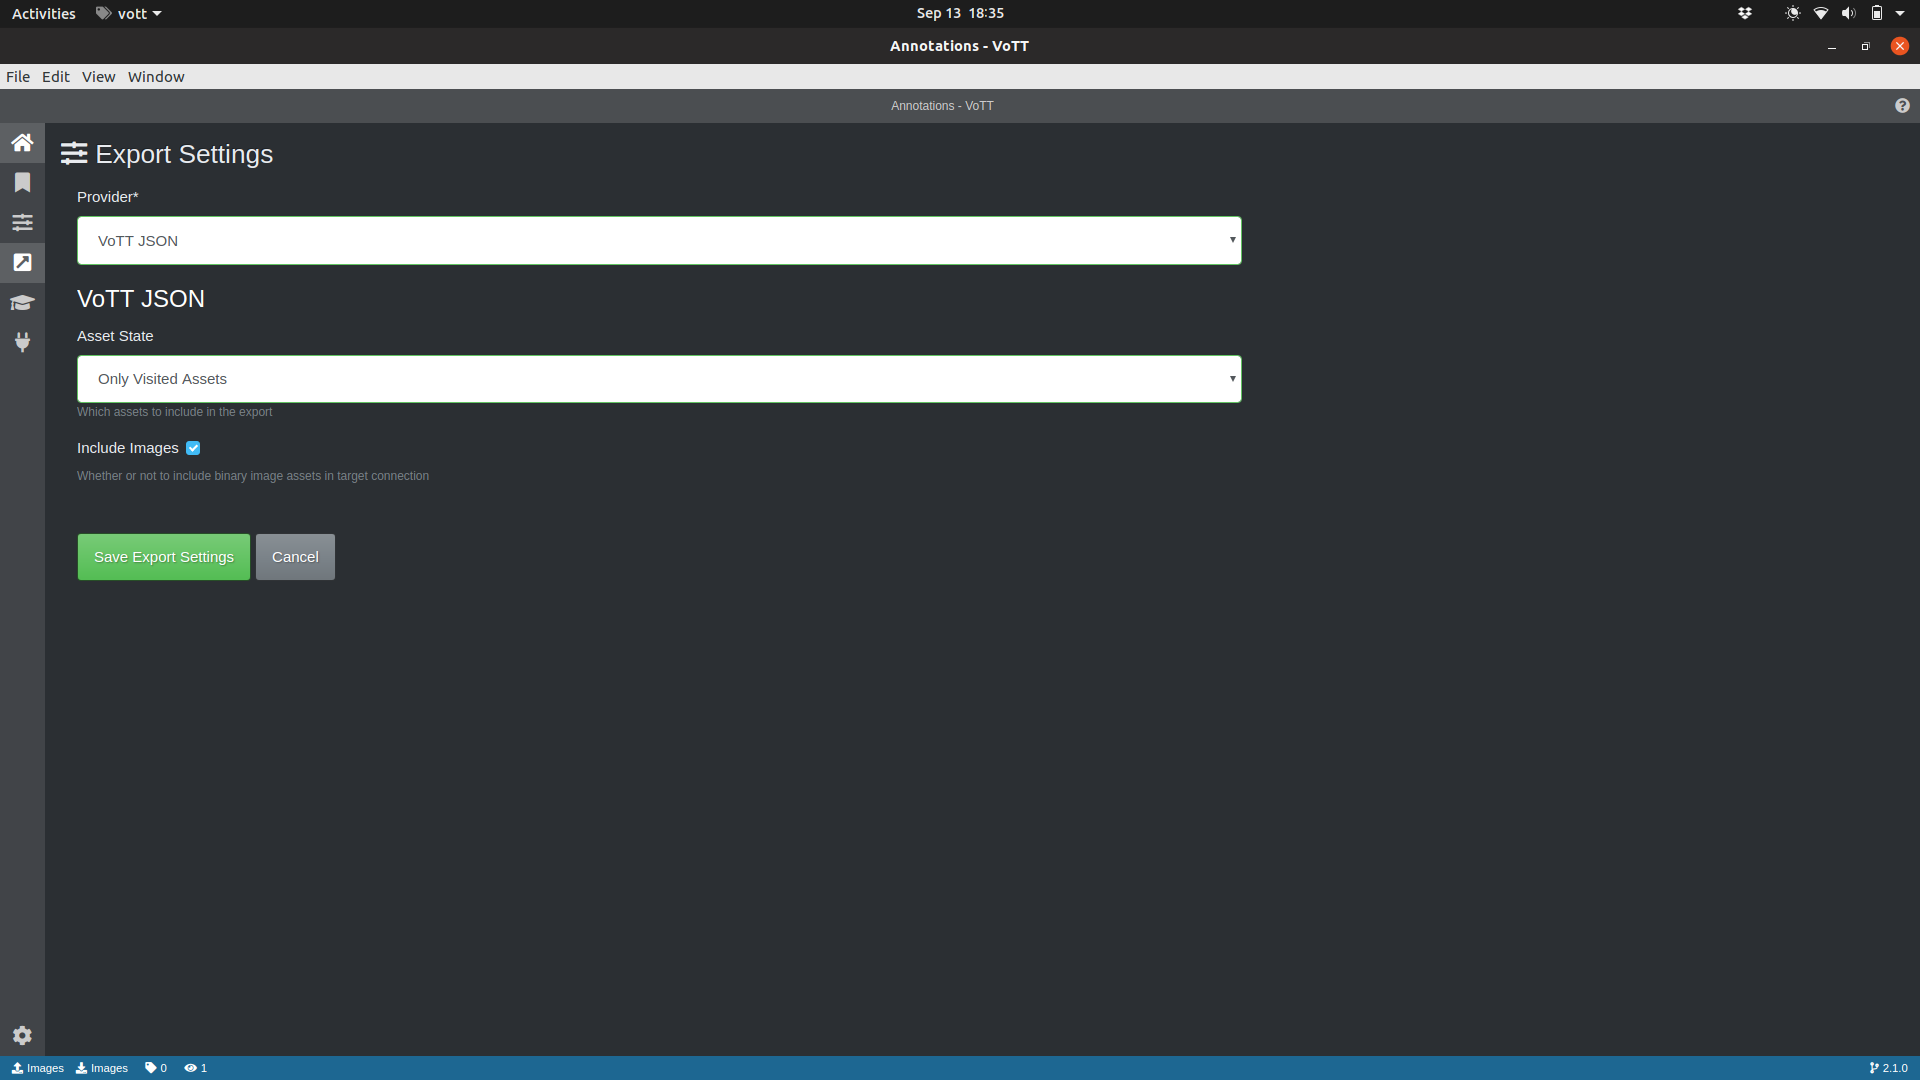 Activities vott Sep 13 18:35
Annotations - VoTT
File Edit View Window
Annotations - VoTT
Export Settings
Provider*
VoTT JSON
VoTT JSON
Asset State
Only Visited Assets
Which assets to include in the export
Include Images
Whether or not to include binary image assets in target connection
Save Export Settings Cancel
Images Images 0 1 2.1.0